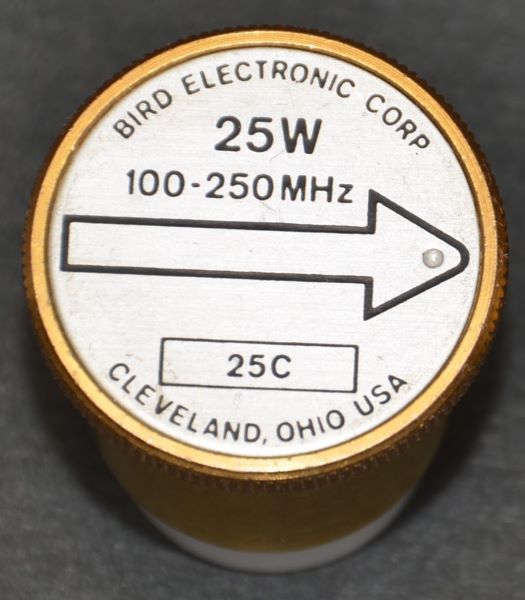 BIRD ELECTRONIC CORP
25W
100-250MHz
25C
CLEVELAND, OHIO USA